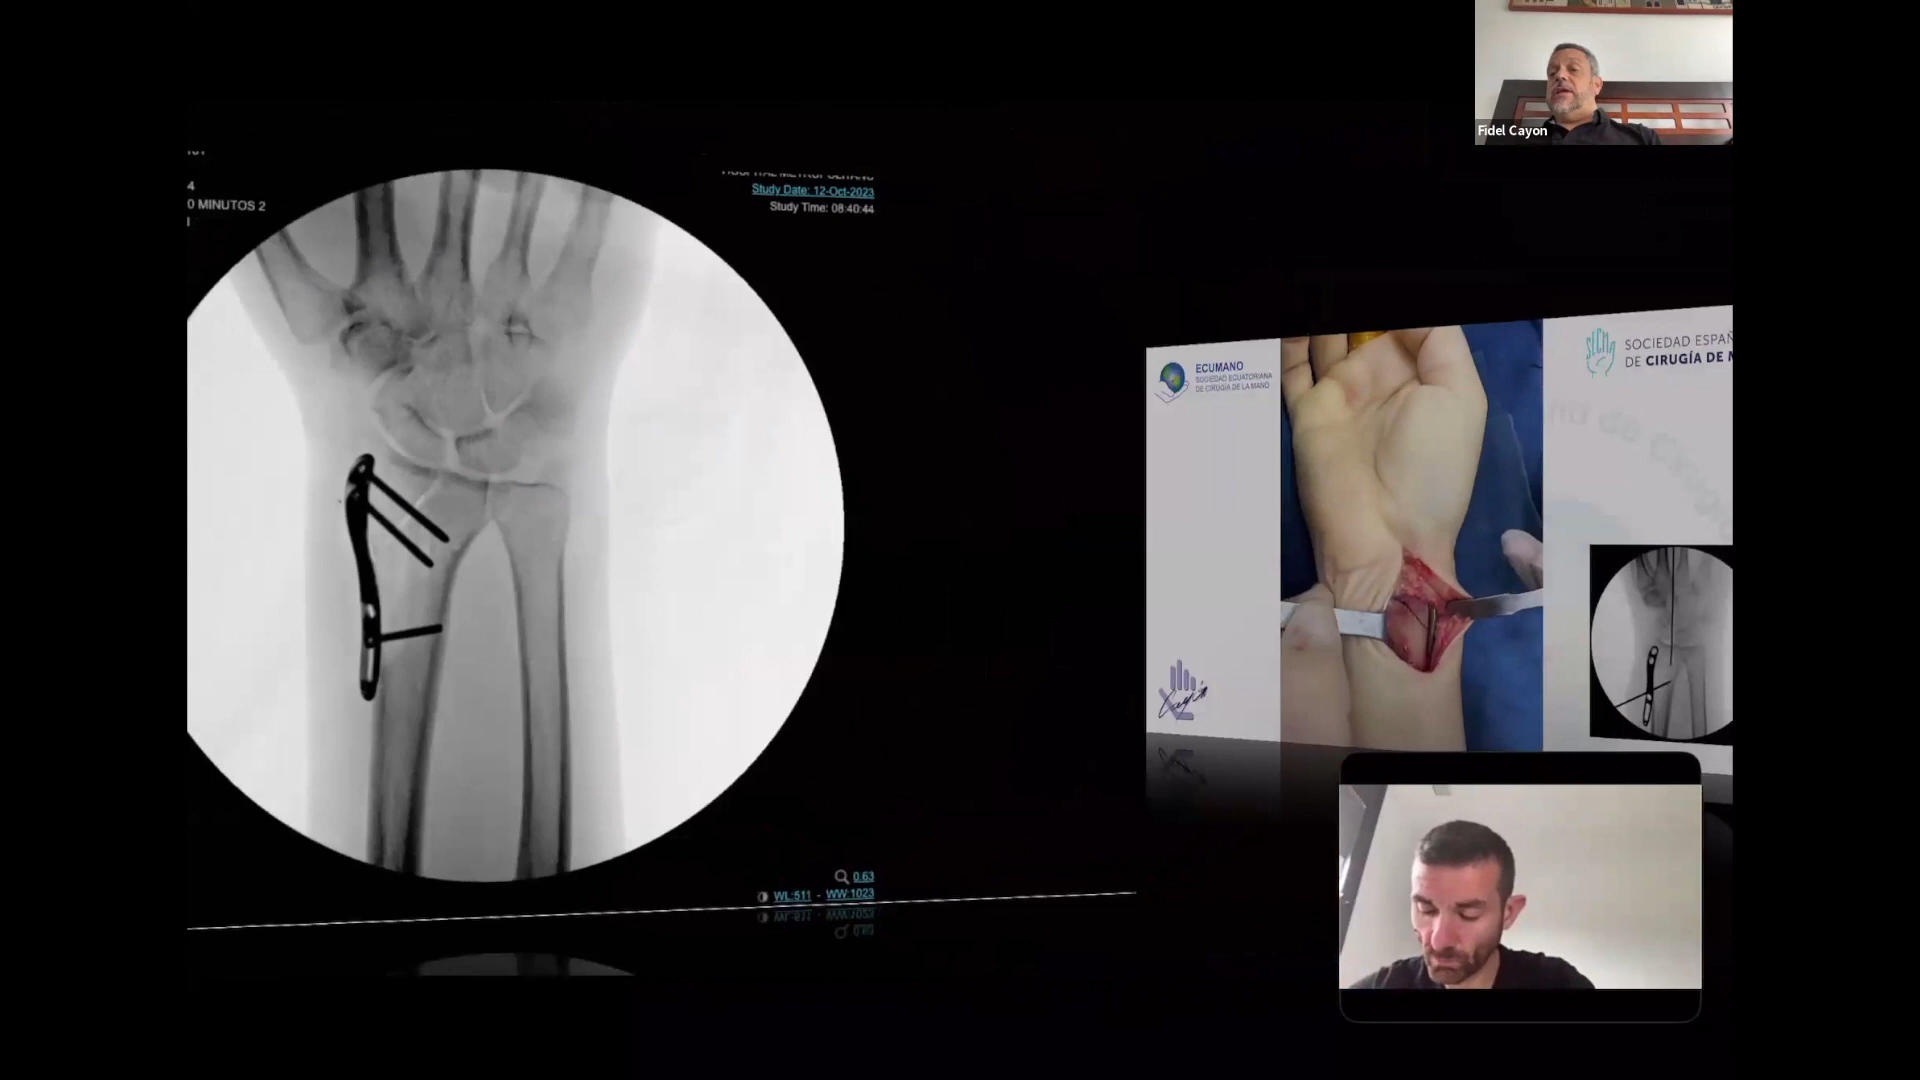 4
0 MINUTOS 2
Study Date: 12-Oct-2023
Study Time: 08:40:44
0.63
WL:511 - WW:1023
Fidel Cayon
ECUMANO
SOCIEDAD ECUATORIANA
DE CIRUGÍA DE LA MANO
SECMA
SOCIEDAD ESPAÑ
DE CIRUGÍA DE M